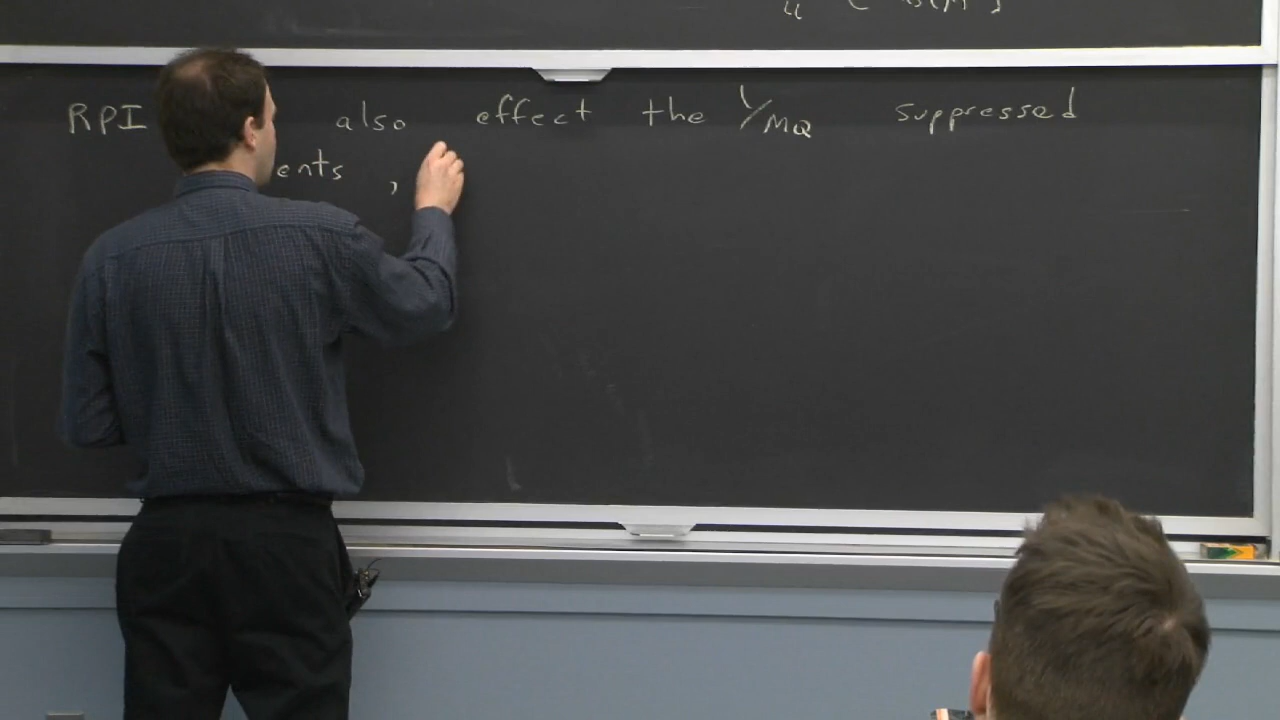 RPI also effect the 1/mQ suppressed
ents ,